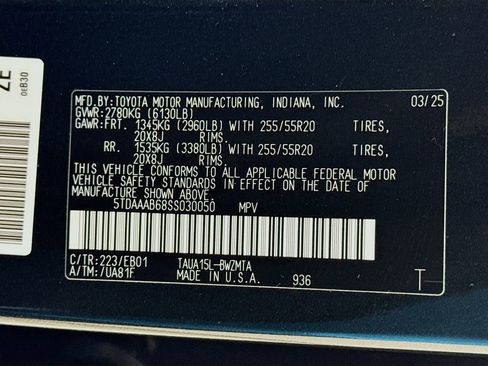 MFD.BY:TOYOTA MOTOR MANUFACTURING, INDIANA, INC. 03/25
GVWR: 2780KG (6130LB)
GAWR:FRT. 1345KG (2960LB) WITH 255/55R20 TIRES,
20X8J RIMS.
RR. 1535KG (3380LB) WITH 255/55R20 TIRES,
20X8J RIMS.
THIS VEHICLE CONFORMS TO ALL APPLICABLE FEDERAL MOTOR
VEHICLE SAFETY STANDARDS IN EFFECT ON THE DATE OF
MANUFACTURE SHOWN ABOVE.
5TDAAAB68SS030050 MPV
C/TR: 223/EB01 TAUA15L-BWZMTA
A/TM: /UA81F MADE IN U.S.A. 936 T
0E830